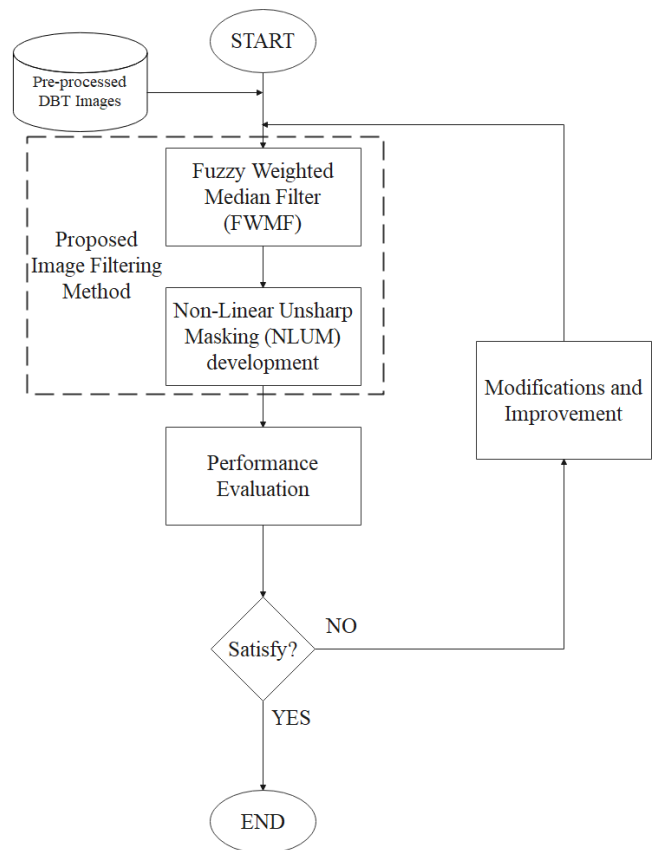 START
Pre-processed
DBT Images
Fuzzy Weighted
Median Filter
(FWMF)
Proposed
Image Filtering
Method
Non-Linear Unsharp
Masking (NLUM)
development
Modifications and
Improvement
Performance
Evaluation
NO
Satisfy?
YES
END